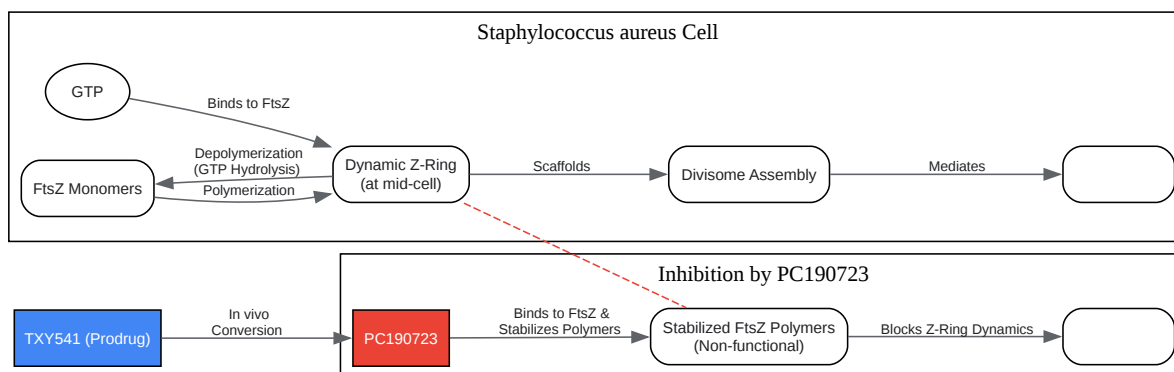 Staphylococcus aureus Cell
GTP
Binds to FtsZ
Depolymerization
(GTP Hydrolysis)
Polymerization
FtsZ Monomers
Dynamic Z-Ring
(at mid-cell)
Scaffolds
Divisome Assembly
Mediates
Inhibition by PC190723
TXY541 (Prodrug)
In vivo
Conversion
PC190723
Binds to FtsZ &
Stabilizes Polymers
Stabilized FtsZ Polymers
(Non-functional)
Blocks Z-Ring Dynamics